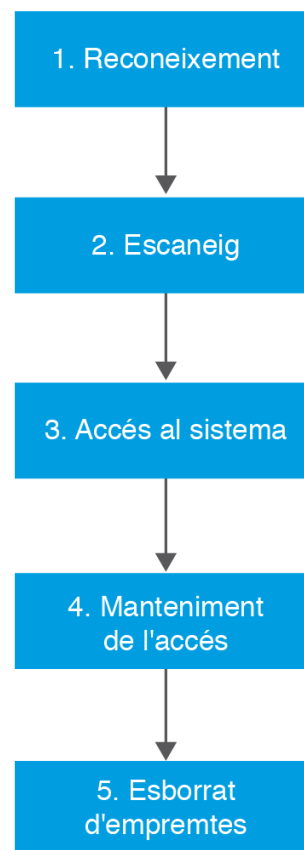 1. Reconeixement
2. Escaneig
3. Accés al sistema
4. Manteniment
de l'accés
5. Esborrat
d'empremtes